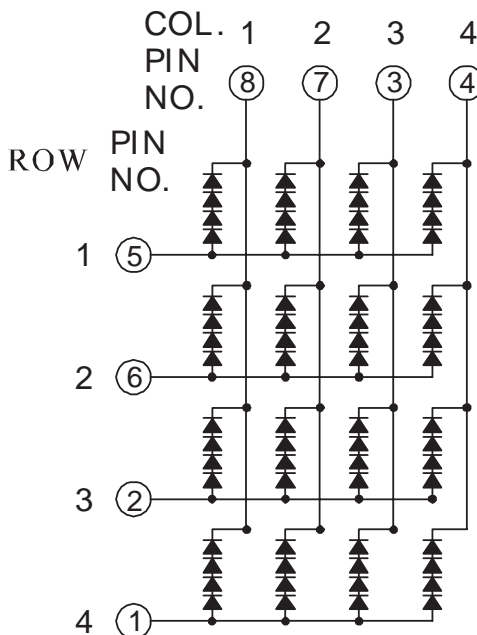 COL. 1 2 3 4
PIN
NO. 8 7 3 4
ROW PIN
NO.
1 5
2 6
3 2
4 1